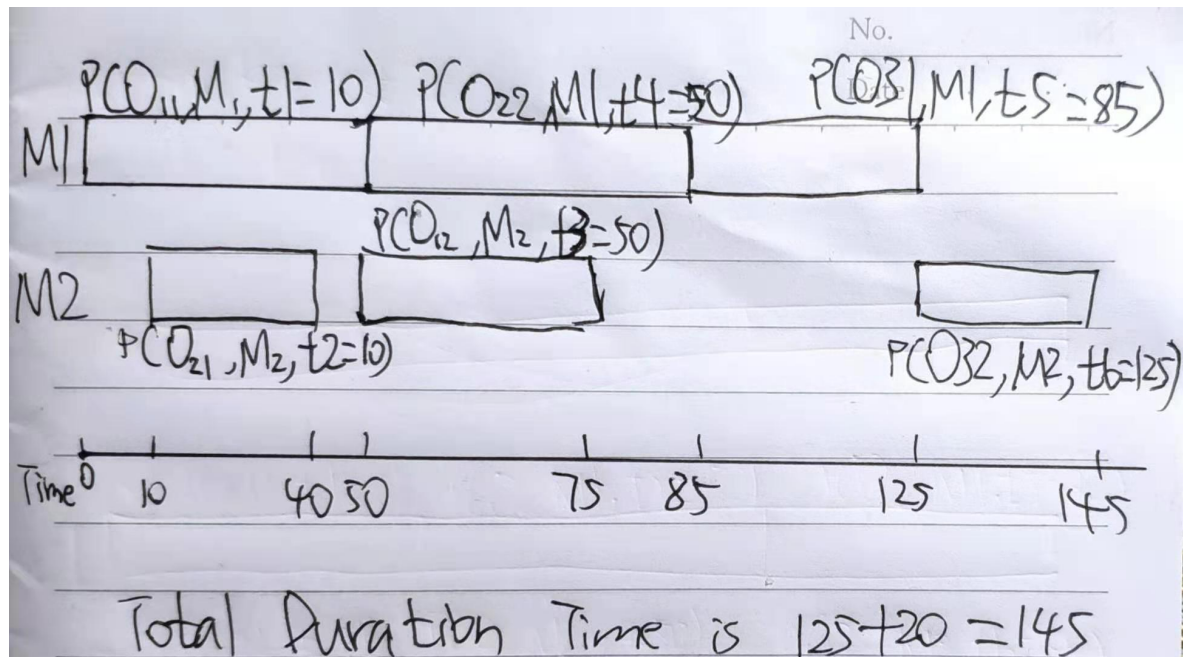 No.
Date
P(O11, M1, t1=10) P(O22, M1, t4=50) P(O31, M1, t5=85)
M1
P(O12, M2, t3=50)
M2
P(O21, M2, t2=10) P(O32, M2, t6=125)
Time 0 10 40 50 75 85 125 145
Total Duration Time is 125+20=145